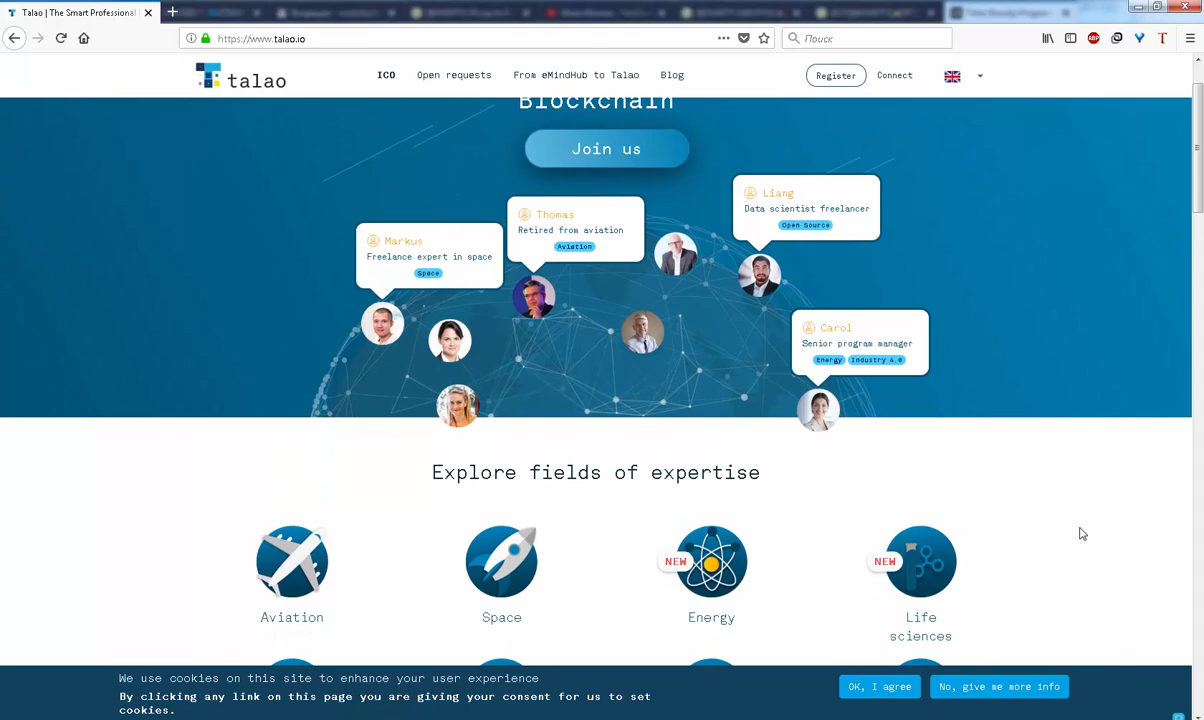 Talao | The Smart Professional
https://www.talao.io
Поиск
ABP
talao
ICO
Open requests
From eMindHub to Talao
Blog
Register
Connect
Blockchain
Join us
Liang
Data scientist freelancer
Open Source
Thomas
Retired from aviation
Aviation
Markus
Freelance expert in space
Space
Carol
Senior program manager
Energy Industry 4.0
Explore fields of expertise
NEW
NEW
Aviation
Space
Energy
Life
sciences
We use cookies on this site to enhance your user experience
By clicking any link on this page you are giving your consent for us to set
cookies.
OK, I agree
No, give me more info